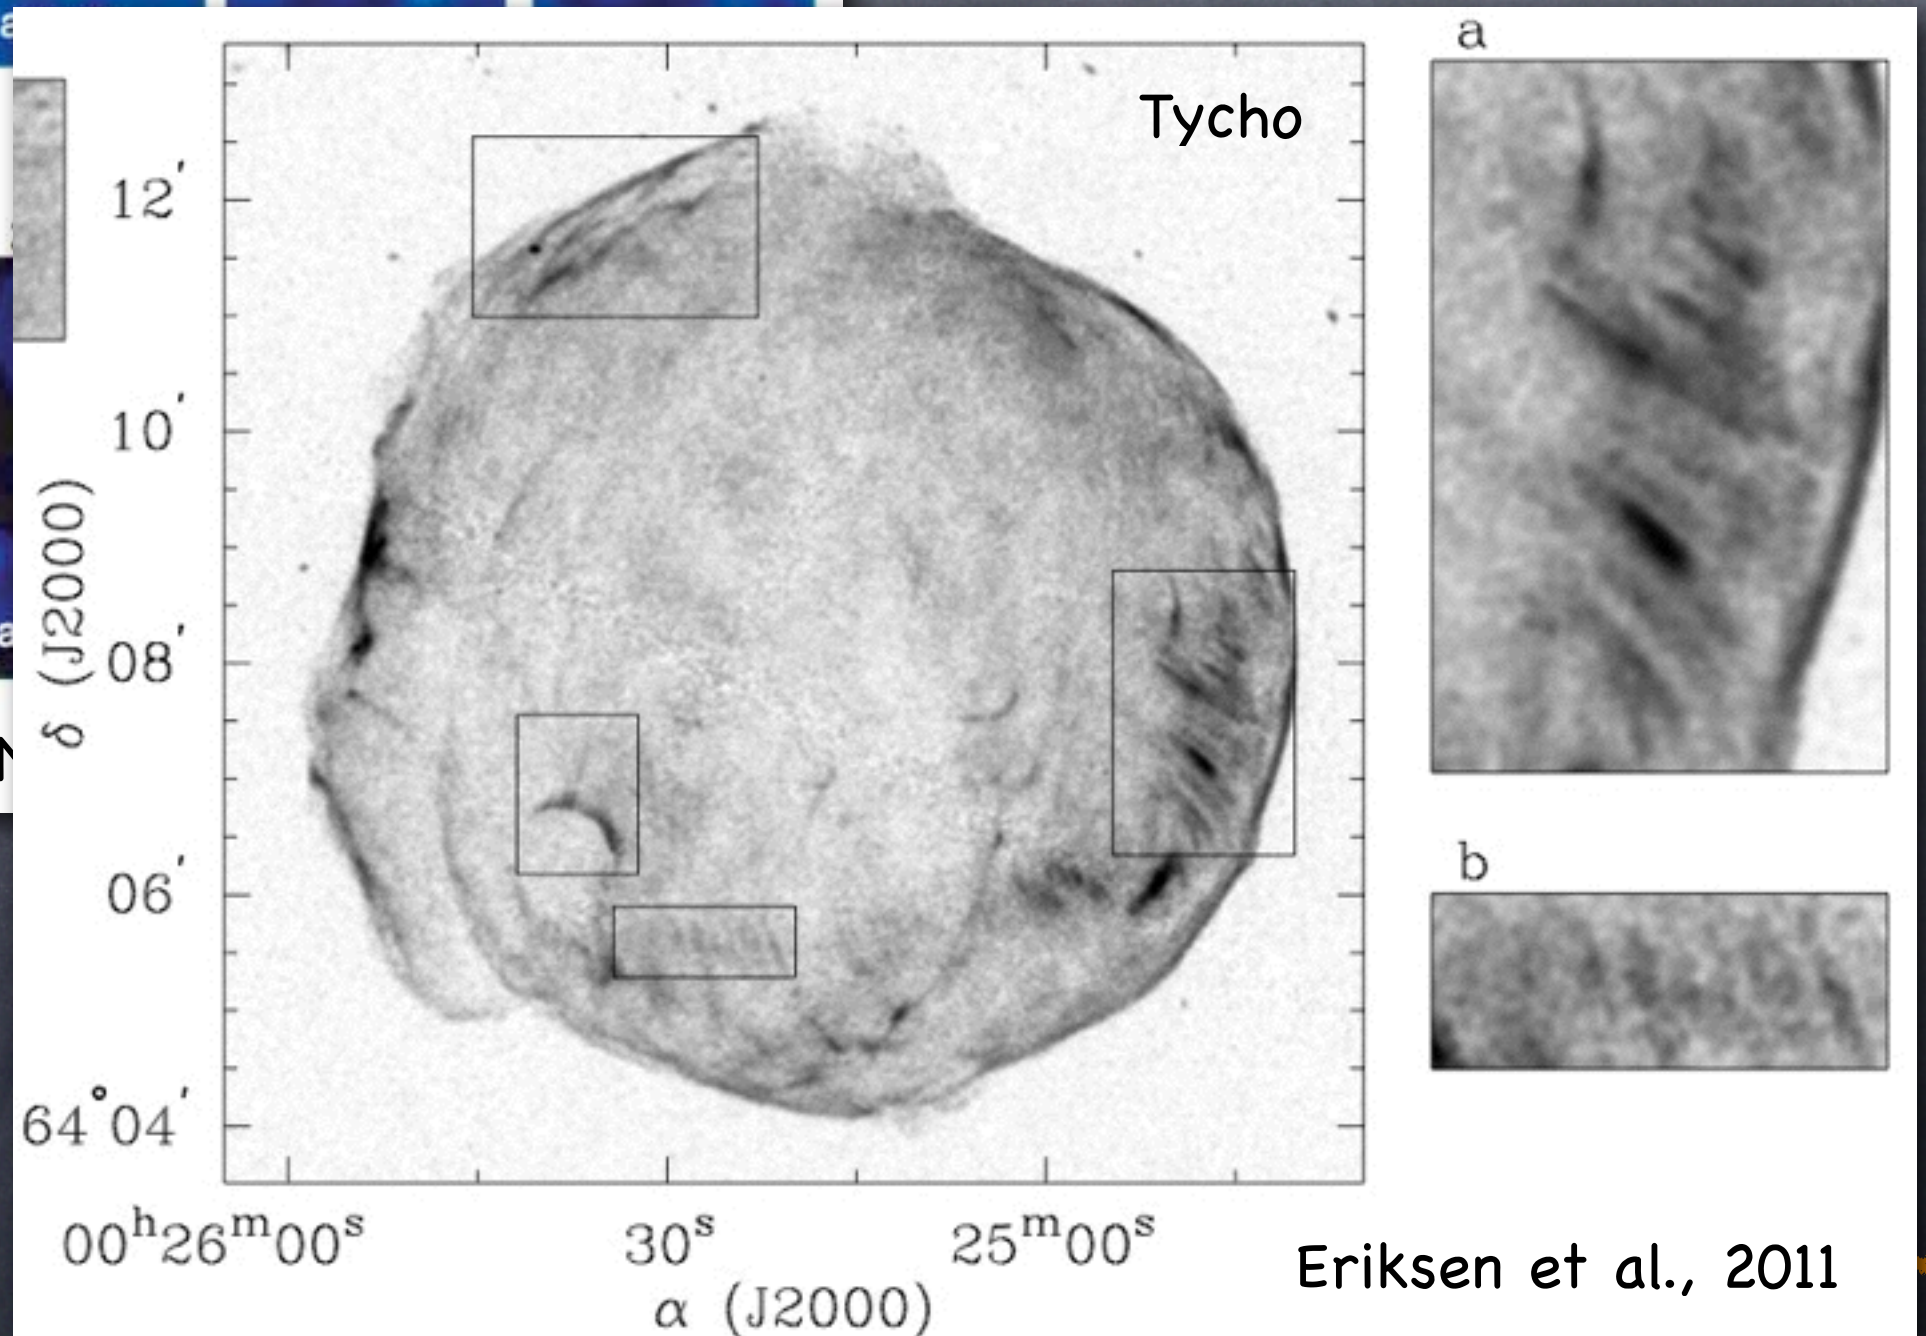 Tycho
a
b
12′
10′
08′
06′
64°04′
δ (J2000)
00h26m00s
30s
25m00s
α (J2000)
Eriksen et al., 2011